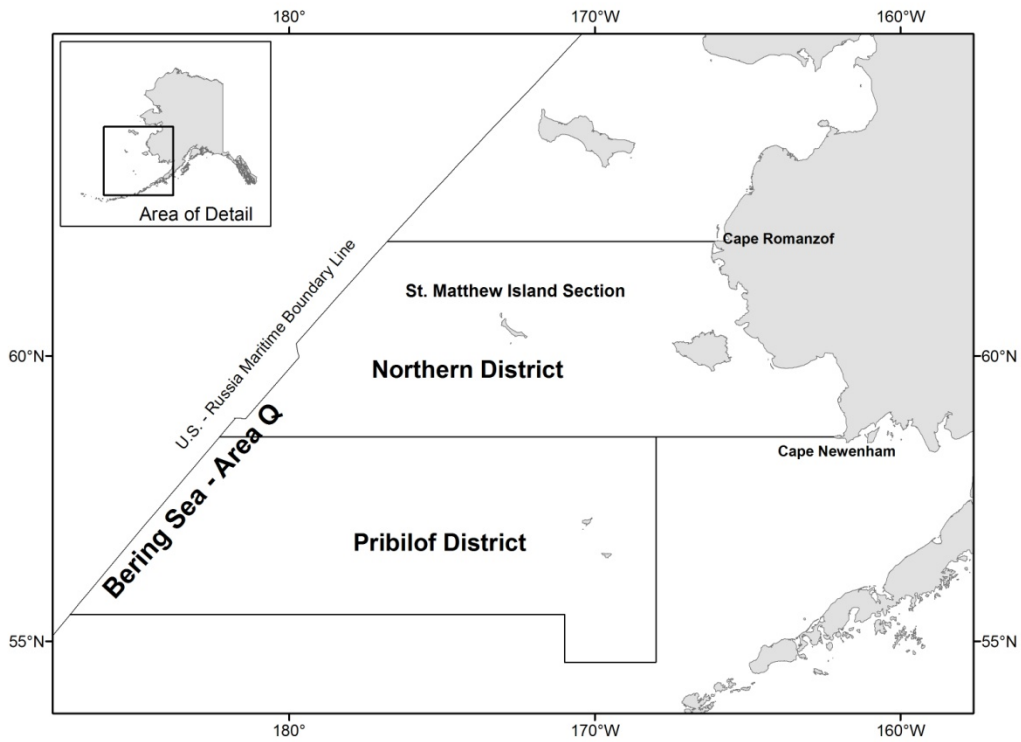 180°
170°W
160°W
Area of Detail
Cape Romanzof
St. Matthew Island Section
U.S. - Russia Maritime Boundary Line
60°N
60°N
Northern District
Bering Sea - Area Q
Cape Newenham
Pribilof District
55°N
55°N
180°
170°W
160°W